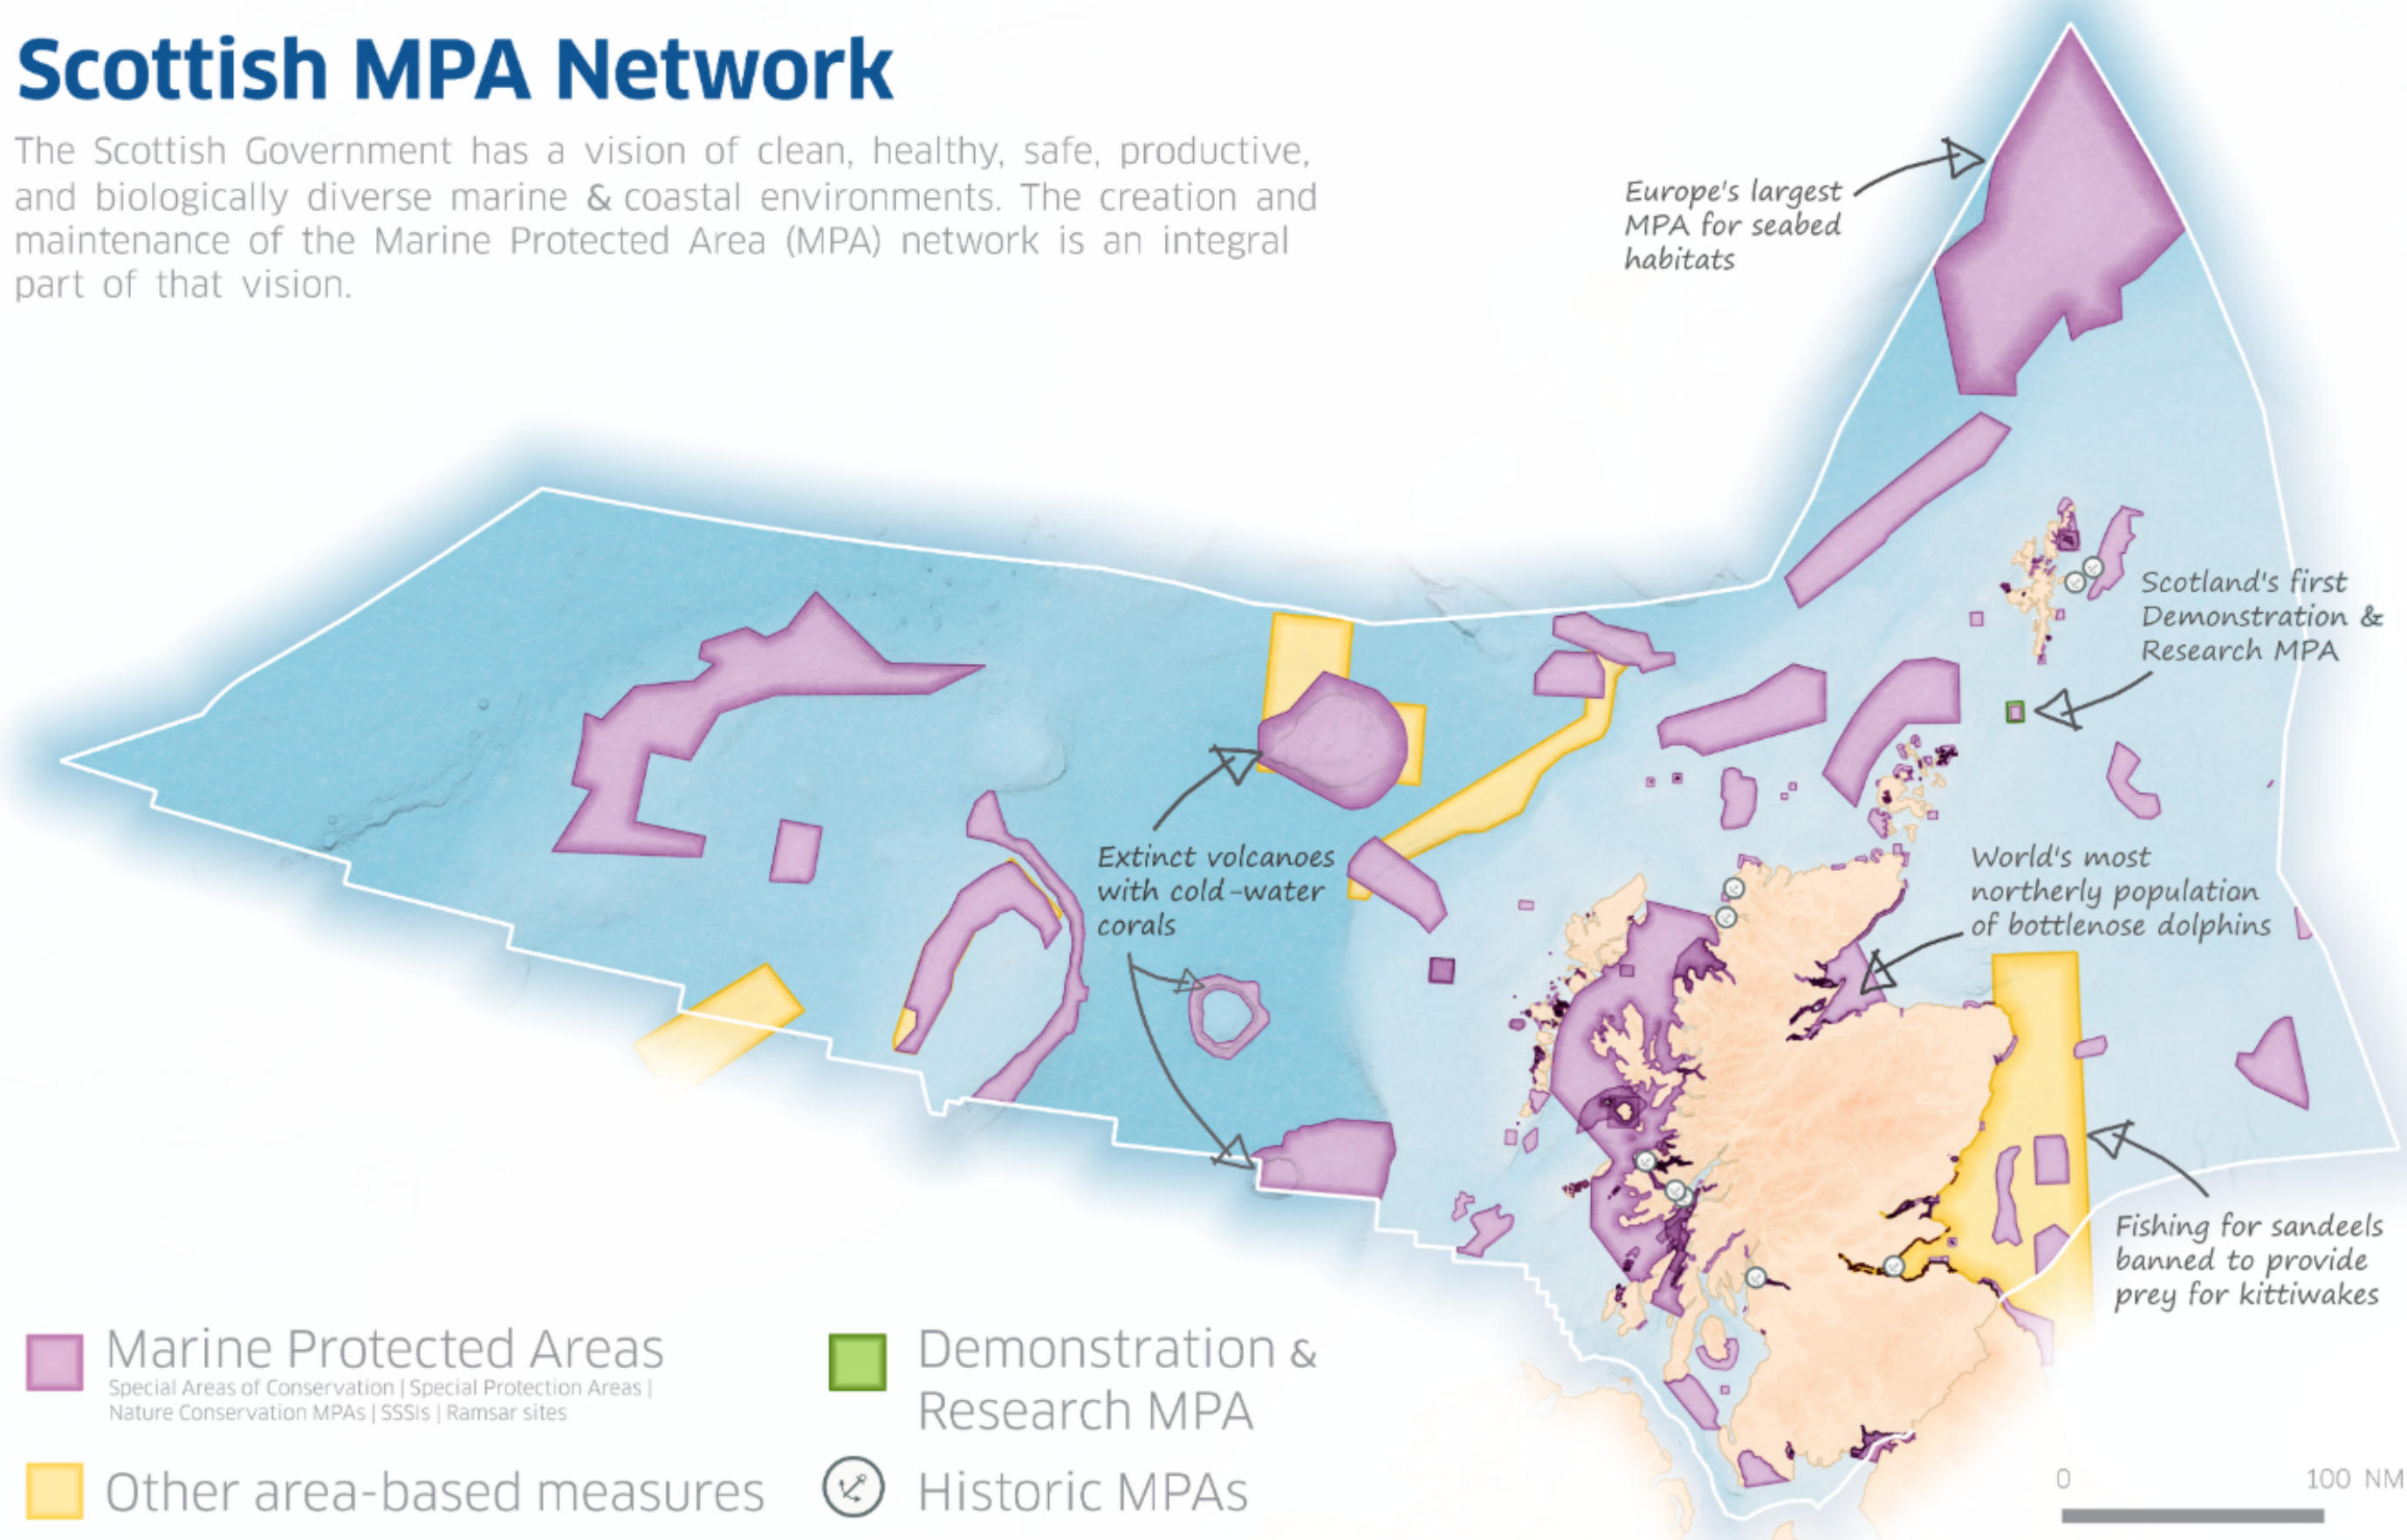 Scottish MPA Network
The Scottish Government has a vision of clean, healthy, safe, productive,
and biologically diverse marine & coastal environments. The creation and
maintenance of the Marine Protected Area (MPA) network is an integral
part of that vision.
Europe's largest
MPA for seabed
habitats
Scotland's first
Demonstration &
Research MPA
Extinct volcanoes
with cold-water
corals
World's most
northerly population
of bottlenose dolphins
Fishing for sandeels
banned to provide
prey for kittiwakes
Marine Protected Areas
Special Areas of Conservation | Special Protection Areas |
Nature Conservation MPAs | SSSIs | Ramsar sites
Other area-based measures
Demonstration &
Research MPA
Historic MPAs
0 100 NM